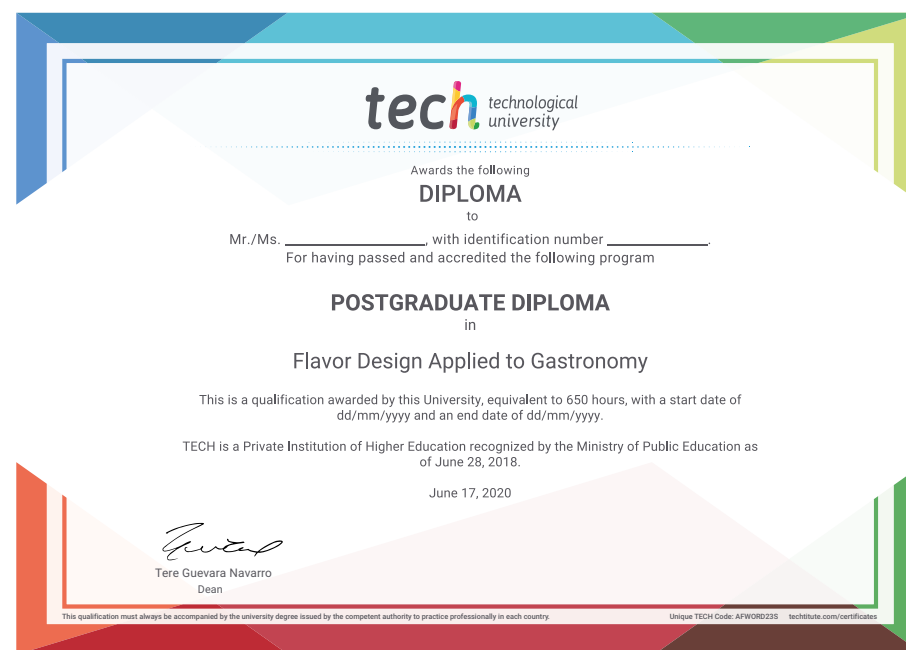 tech technological
university
Awards the following
DIPLOMA
to
Mr./Ms. ____________________, with identification number ______________.
For having passed and accredited the following program
POSTGRADUATE DIPLOMA
in
Flavor Design Applied to Gastronomy
This is a qualification awarded by this University, equivalent to 650 hours, with a start date of
dd/mm/yyyy and an end date of dd/mm/yyyy.
TECH is a Private Institution of Higher Education recognized by the Ministry of Public Education as
of June 28, 2018.
June 17, 2020
Tere Guevara Navarro
Dean
This qualification must always be accompanied by the university degree issued by the competent authority to practice professionally in each country.
Unique TECH Code: AFWORD23S techtitute.com/certificates